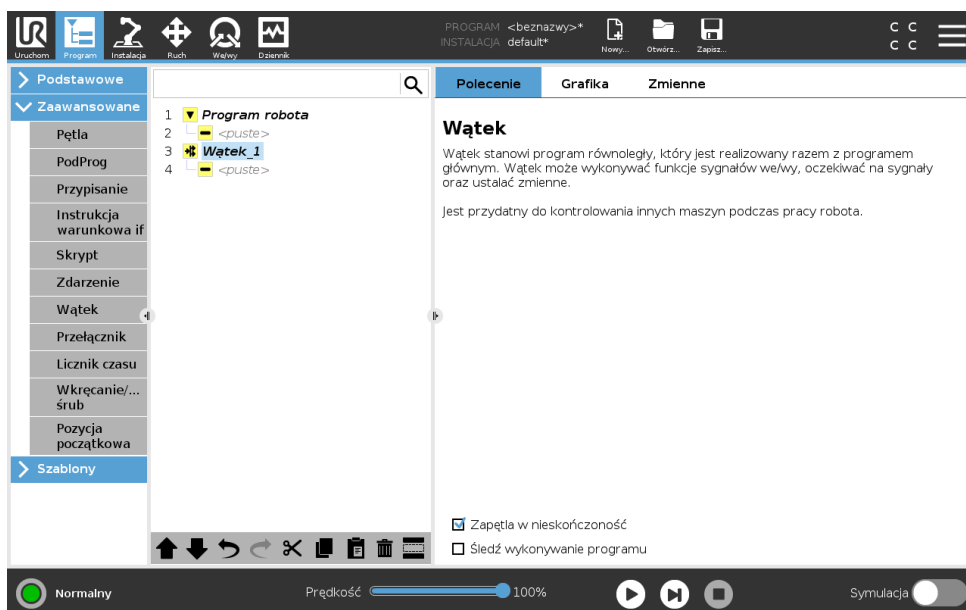 PROGRAM <beznazwy>*
INSTALACJA default*
Uruchom Program Instalacja Ruch We/wy Dziennik Nowy... Otwórz... Zapisz...
C C
C C
Podstawowe
Zaawansowane
Pętla
PodProg
Przypisanie
Instrukcja
warunkowa if
Skrypt
Zdarzenie
Wątek
Przełącznik
Licznik czasu
Wkręcanie/...
śrub
Pozycja
początkowa
Szablony
1 Program robota
2 <puste>
3 Wątek_1
4 <puste>
Polecenie Grafika Zmienne
Wątek
Wątek stanowi program równoległy, który jest realizowany razem z programem
głównym. Wątek może wykonywać funkcje sygnałów we/wy, oczekiwać na sygnały
oraz ustalać zmienne.
Jest przydatny do kontrolowania innych maszyn podczas pracy robota.
Zapętla w nieskończoność
Śledź wykonywanie programu
Normalny Prędkość 100% Symulacja